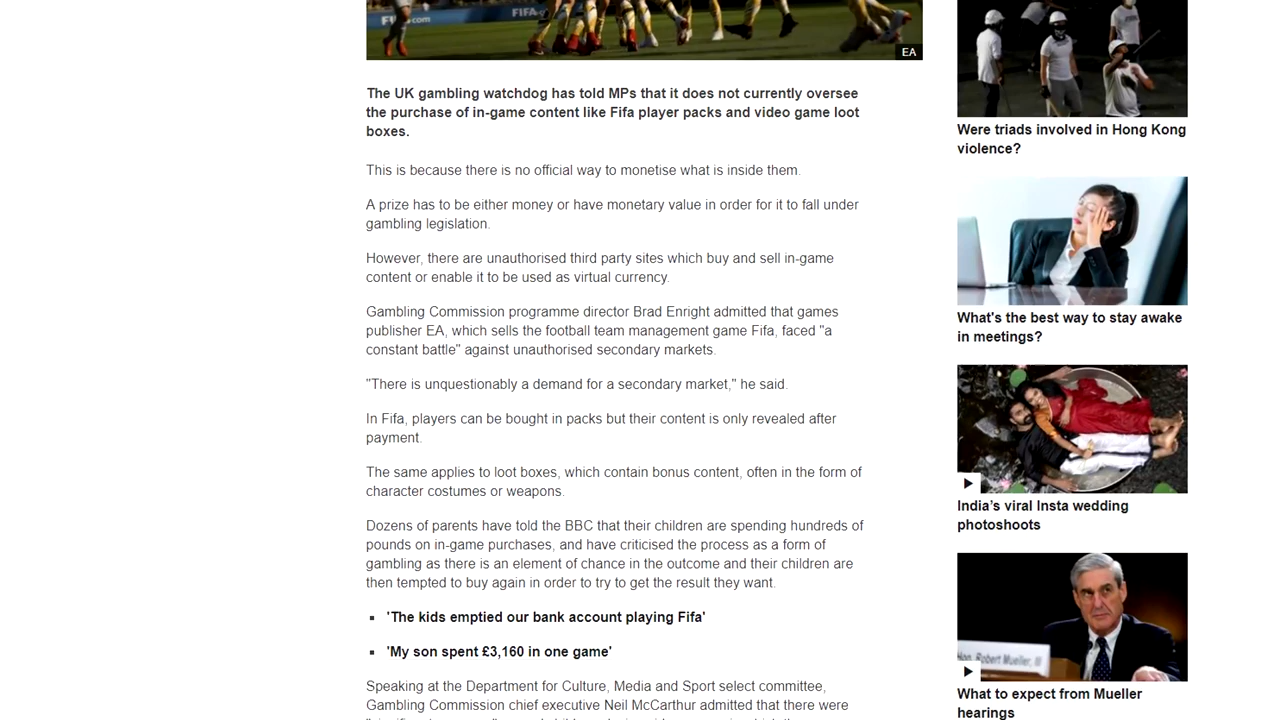 FIFA.com
FIFA
EA
The UK gambling watchdog has told MPs that it does not currently oversee
the purchase of in-game content like Fifa player packs and video game loot
boxes.
This is because there is no official way to monetise what is inside them.
A prize has to be either money or have monetary value in order for it to fall under
gambling legislation.
However, there are unauthorised third party sites which buy and sell in-game
content or enable it to be used as virtual currency.
Gambling Commission programme director Brad Enright admitted that games
publisher EA, which sells the football team management game Fifa, faced "a
constant battle" against unauthorised secondary markets.
"There is unquestionably a demand for a secondary market," he said.
In Fifa, players can be bought in packs but their content is only revealed after
payment.
The same applies to loot boxes, which contain bonus content, often in the form of
character costumes or weapons.
Dozens of parents have told the BBC that their children are spending hundreds of
pounds on in-game purchases, and have criticised the process as a form of
gambling as there is an element of chance in the outcome and their children are
then tempted to buy again in order to try to get the result they want.
▪ 'The kids emptied our bank account playing Fifa'
▪ 'My son spent £3,160 in one game'
Speaking at the Department for Culture, Media and Sport select committee,
Gambling Commission chief executive Neil McCarthur admitted that there were
Were triads involved in Hong Kong
violence?
What's the best way to stay awake
in meetings?
India's viral Insta wedding
photoshoots
Hon. Robert Mueller, III
What to expect from Mueller
hearings